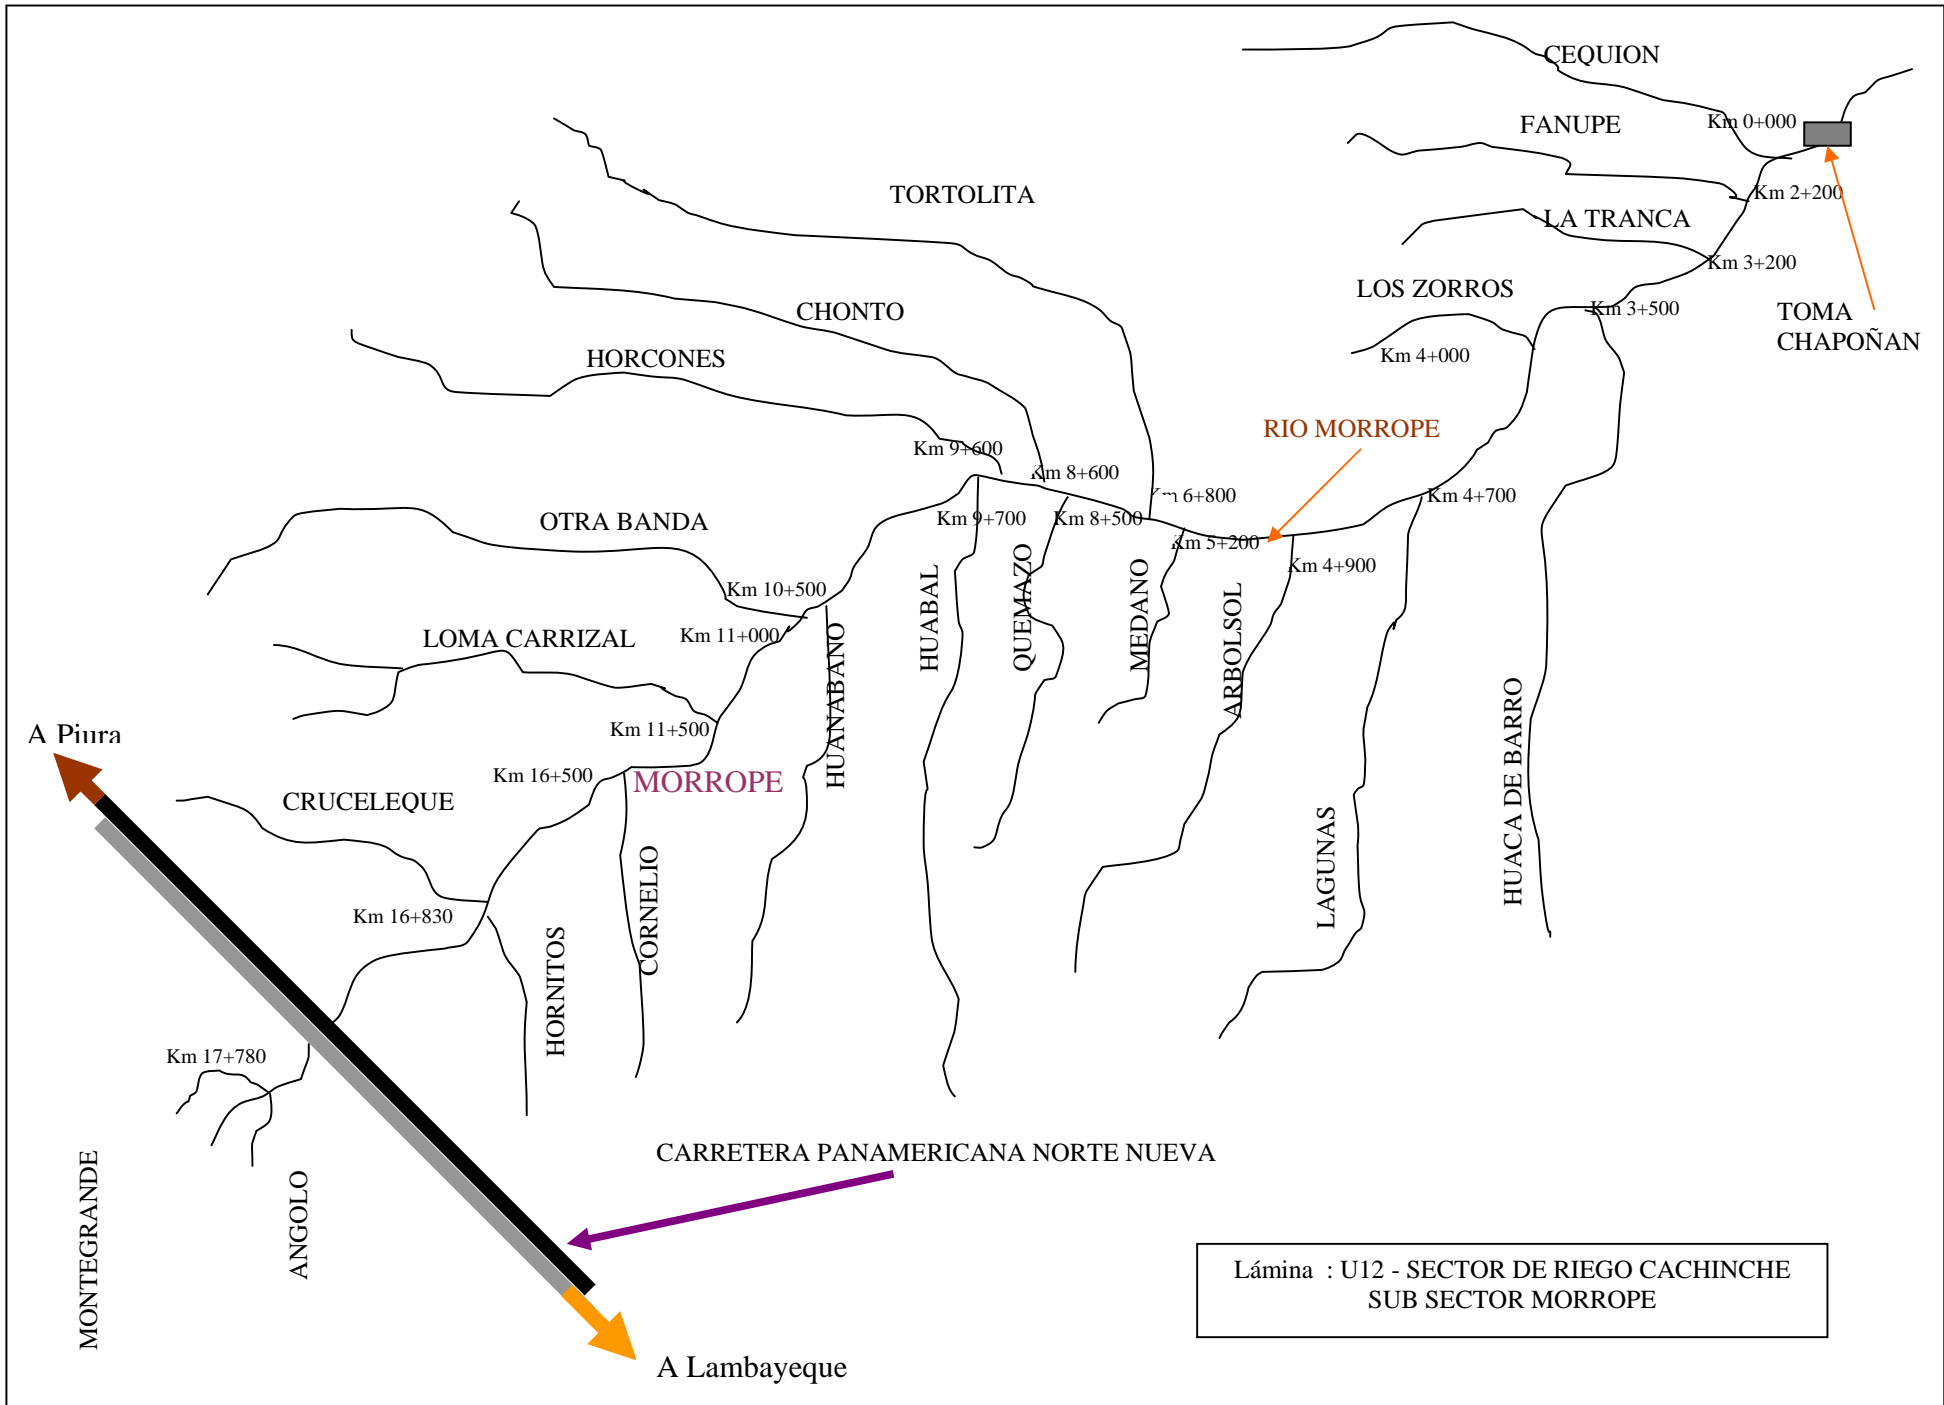 CEQUION
Km 0+000
FANUPE
Km 2+200
TORTOLITA
LA TRANCA
Km 3+200
LOS ZORROS
Km 3+500
TOMA
CHAPOÑAN
CHONTO
Km 4+000
HORCONES
RIO MORROPE
Km 9+600
Km 8+600
Km 6+800
Km 4+700
OTRA BANDA
Km 9+700
Km 8+500
Km 5+200
Km 4+900
Km 10+500
HUABAL
QUEMAZO
MEDANO
ARBOLSOL
LOMA CARRIZAL
Km 11+000
HUANABANO
HUACA DE BARRO
Km 11+500
A Piura
Km 16+500
MORROPE
CRUCELEQUE
LAGUNAS
CORNELIO
Km 16+830
HORNITOS
Km 17+780
CARRETERA PANAMERICANA NORTE NUEVA
MONTEGRANDE
ANGOLO
Lámina : U12 - SECTOR DE RIEGO CACHINCHE
SUB SECTOR MORROPE
A Lambayeque